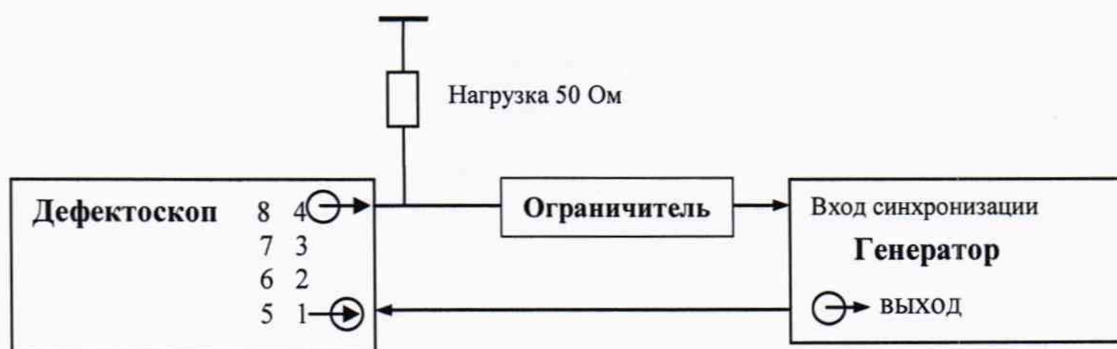 Нагрузка 50 Ом
Дефектоскоп 8 4
7 3
6 2
5 1
Ограничитель
Вход синхронизации
Генератор
выход